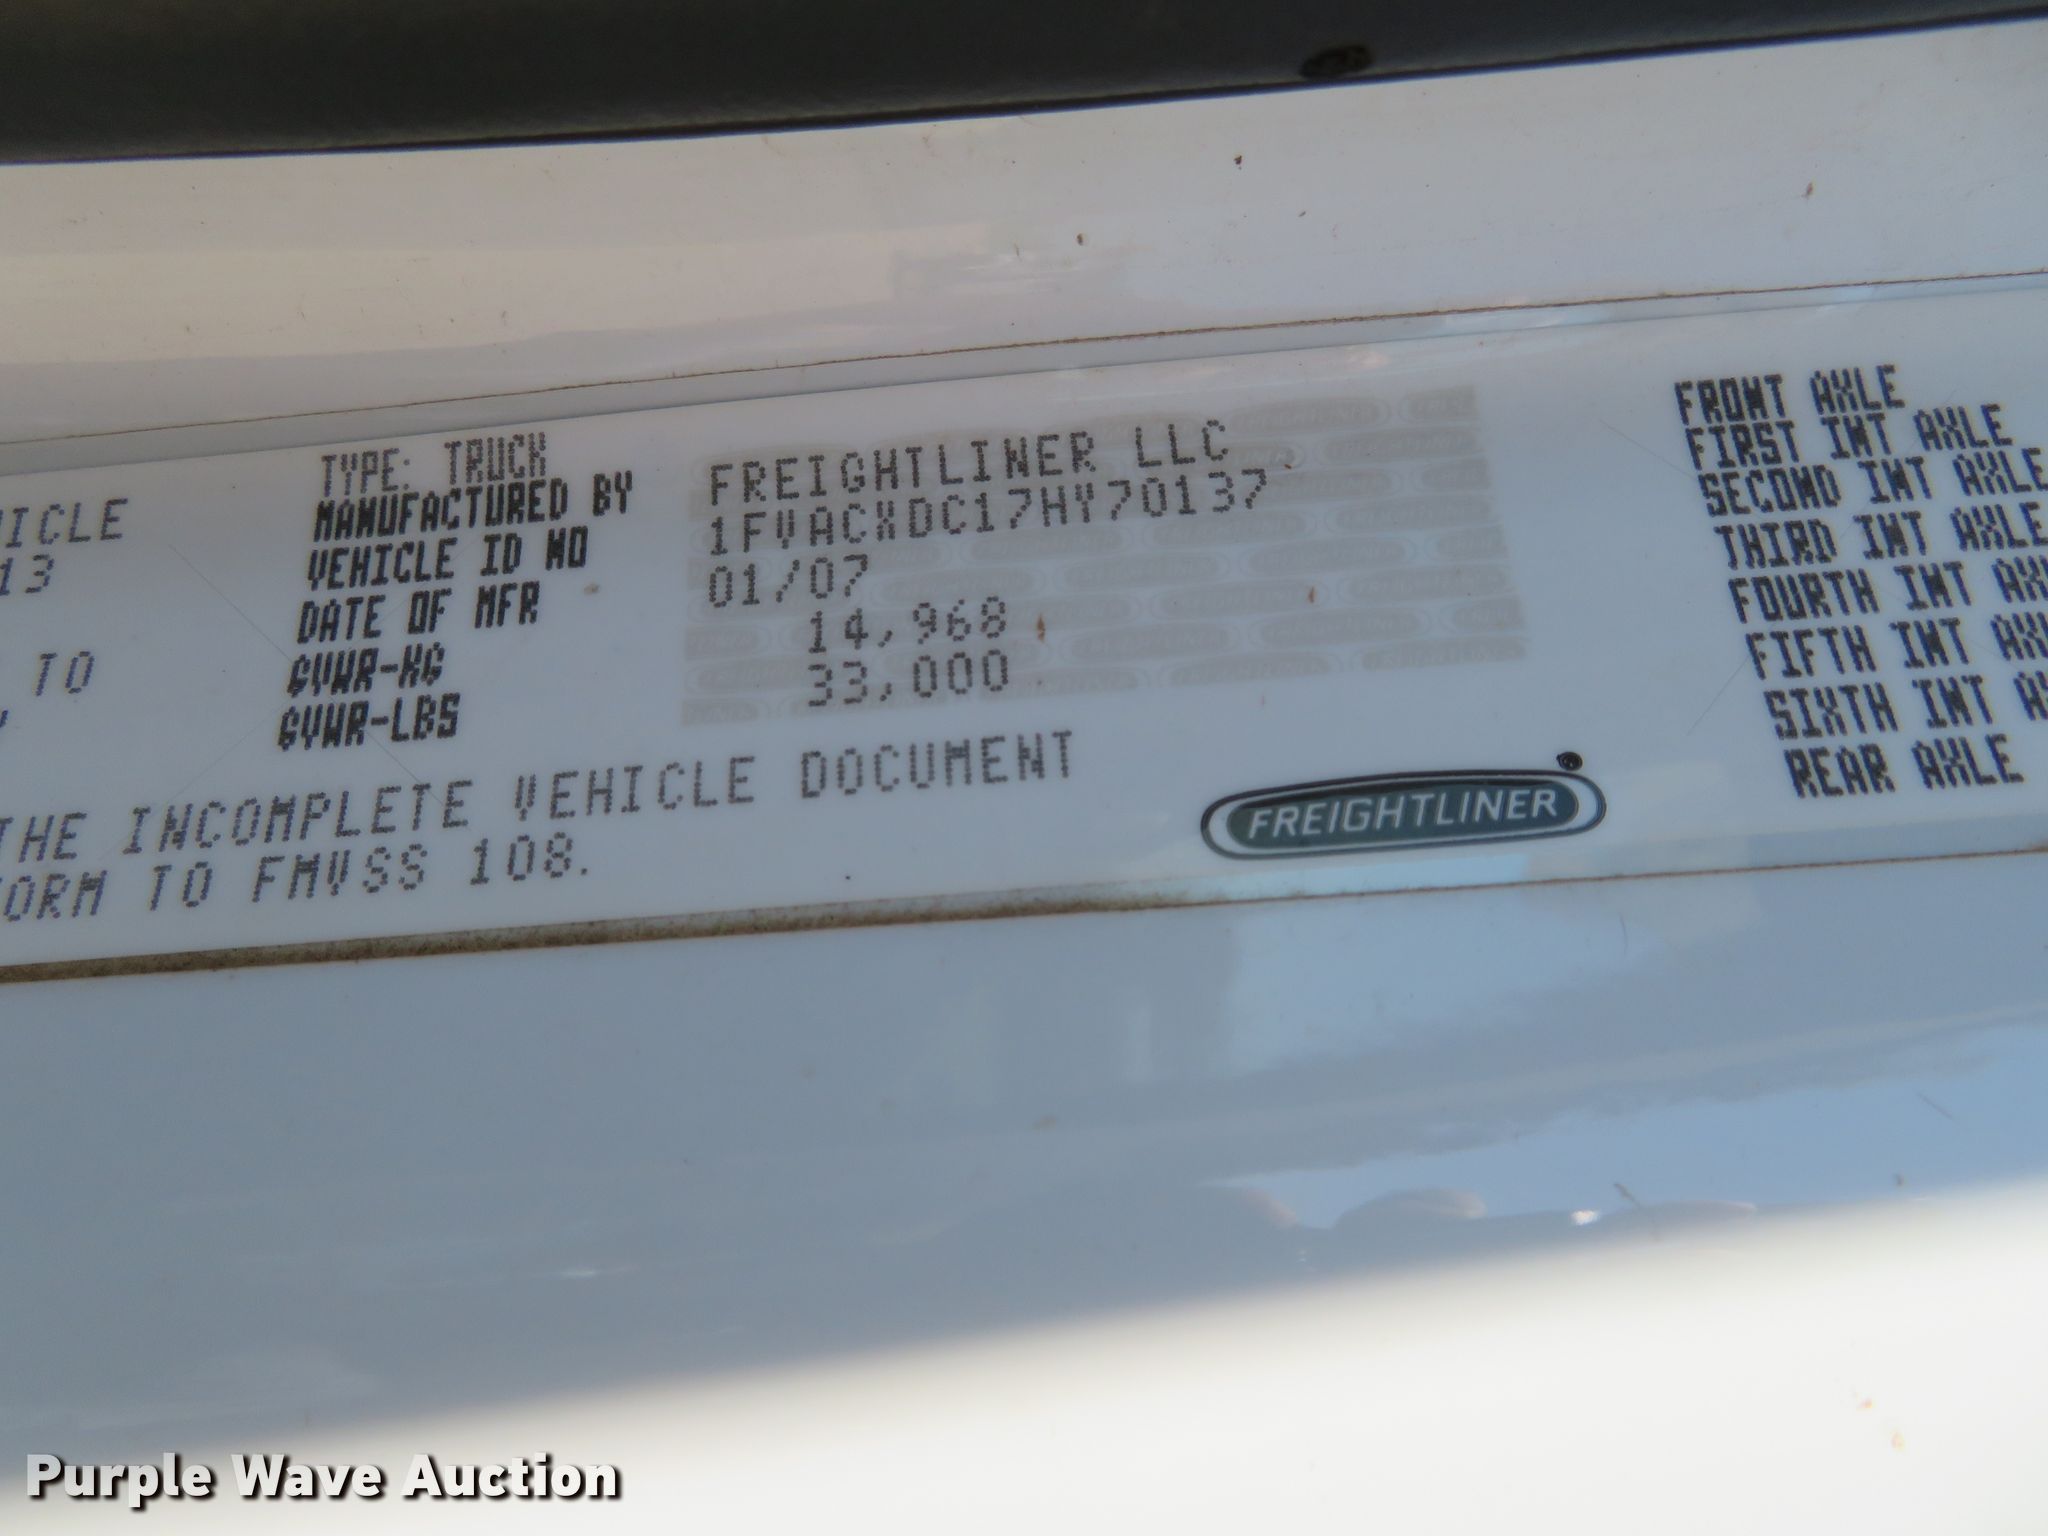 ICLE
13
TO
TYPE: TRUCK
MANUFACTURED BY FREIGHTLINER LLC
VEHICLE ID NO 1FVACXDC17HY70137
DATE OF MFR 01/07
GVWR-KG 14,968
GVWR-LBS 33,000
THE INCOMPLETE VEHICLE DOCUMENT
ORM TO FMVSS 108.
FREIGHTLINER
FRONT AXLE
FIRST INT AXLE
SECOND INT AXLE
THIRD INT AXLE
FOURTH INT AX
FIFTH INT AX
SIXTH INT A
REAR AXLE
Purple Wave Auction